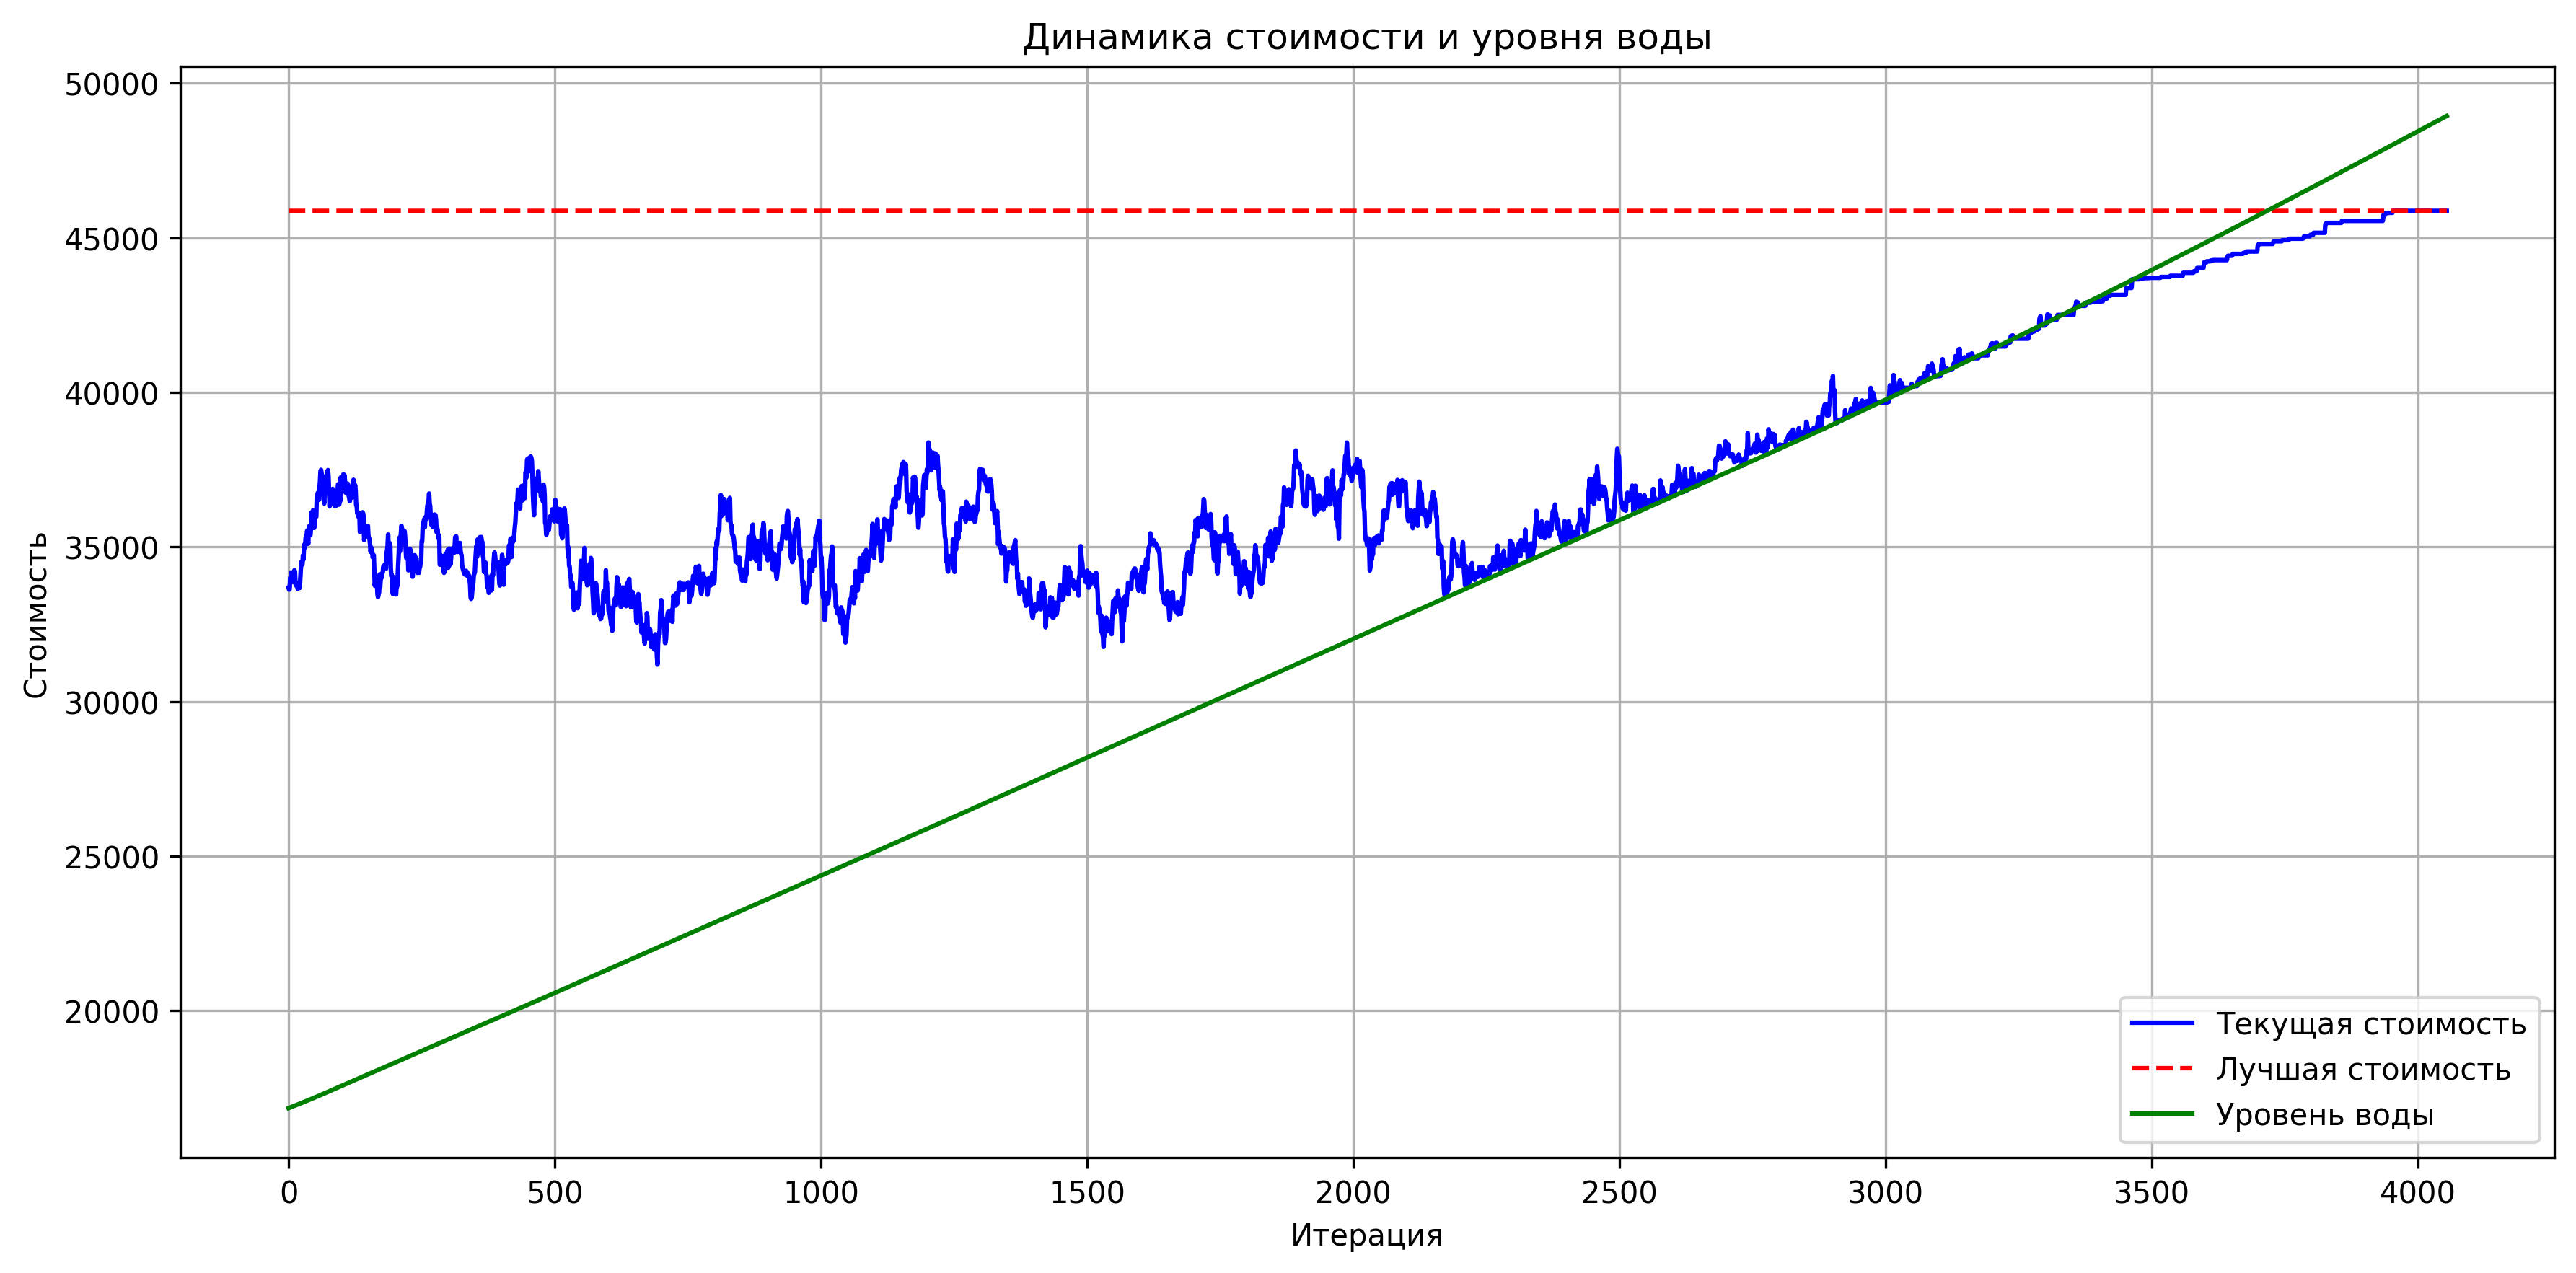 Динамика стоимости и уровня воды
50000
45000
40000
35000
30000
25000
20000
Стоимость
0 500 1000 1500 2000 2500 3000 3500 4000
Итерация
Текущая стоимость
Лучшая стоимость
Уровень воды